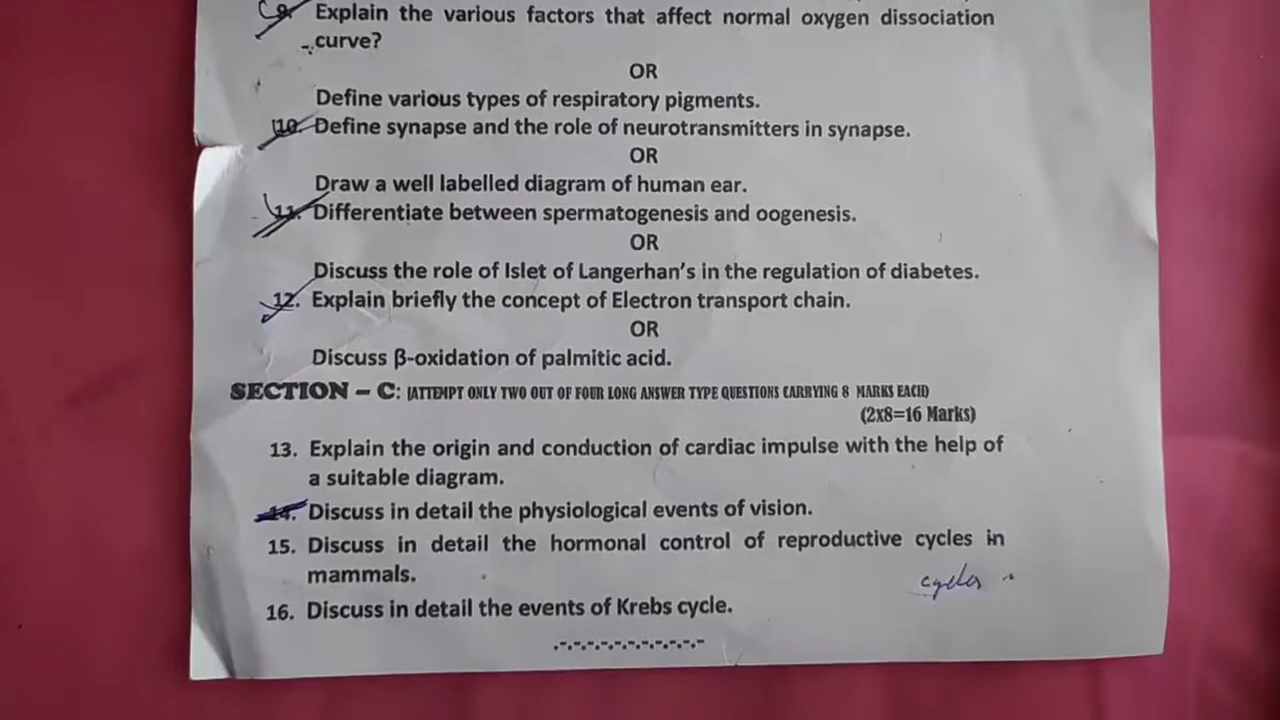 9. Explain the various factors that affect normal oxygen dissociation
curve?
OR
Define various types of respiratory pigments.
10. Define synapse and the role of neurotransmitters in synapse.
OR
Draw a well labelled diagram of human ear.
11. Differentiate between spermatogenesis and oogenesis.
OR
Discuss the role of Islet of Langerhan's in the regulation of diabetes.
12. Explain briefly the concept of Electron transport chain.
OR
Discuss β-oxidation of palmitic acid.
SECTION – C: (ATTEMPT ONLY TWO OUT OF FOUR LONG ANSWER TYPE QUESTIONS CARRYING 8 MARKS EACH)
(2x8=16 Marks)
13. Explain the origin and conduction of cardiac impulse with the help of
a suitable diagram.
14. Discuss in detail the physiological events of vision.
15. Discuss in detail the hormonal control of reproductive cycles in
mammals.
cycles
16. Discuss in detail the events of Krebs cycle.
.-.-.-.-.-.-.-.-.-.-.-